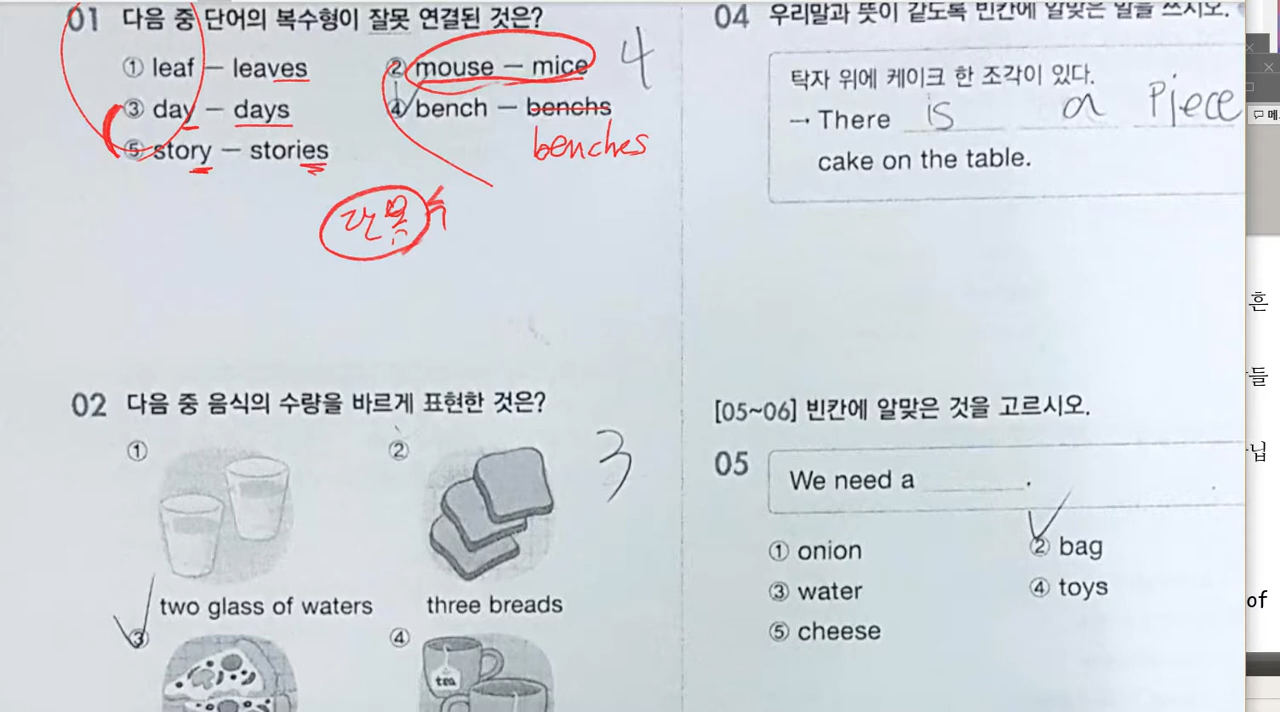 01 다음 중 단어의 복수형이 잘못 연결된 것은?
① leaf – leaves ② mouse – mice 4
③ day – days ④ bench – benchs
benches
⑤ story – stories
02 다음 중 음식의 수량을 바르게 표현한 것은?
3
① ②
two glass of waters three breads
③ ④
tea
04 우리말과 뜻이 같도록 빈칸에 알맞은 말을 쓰시오.
탁자 위에 케이크 한 조각이 있다.
→ There is a Piece
cake on the table.
[05~06] 빈칸에 알맞은 것을 고르시오.
05 We need a ______.
① onion ② bag
③ water ④ toys
⑤ cheese
흔
들
닙
of